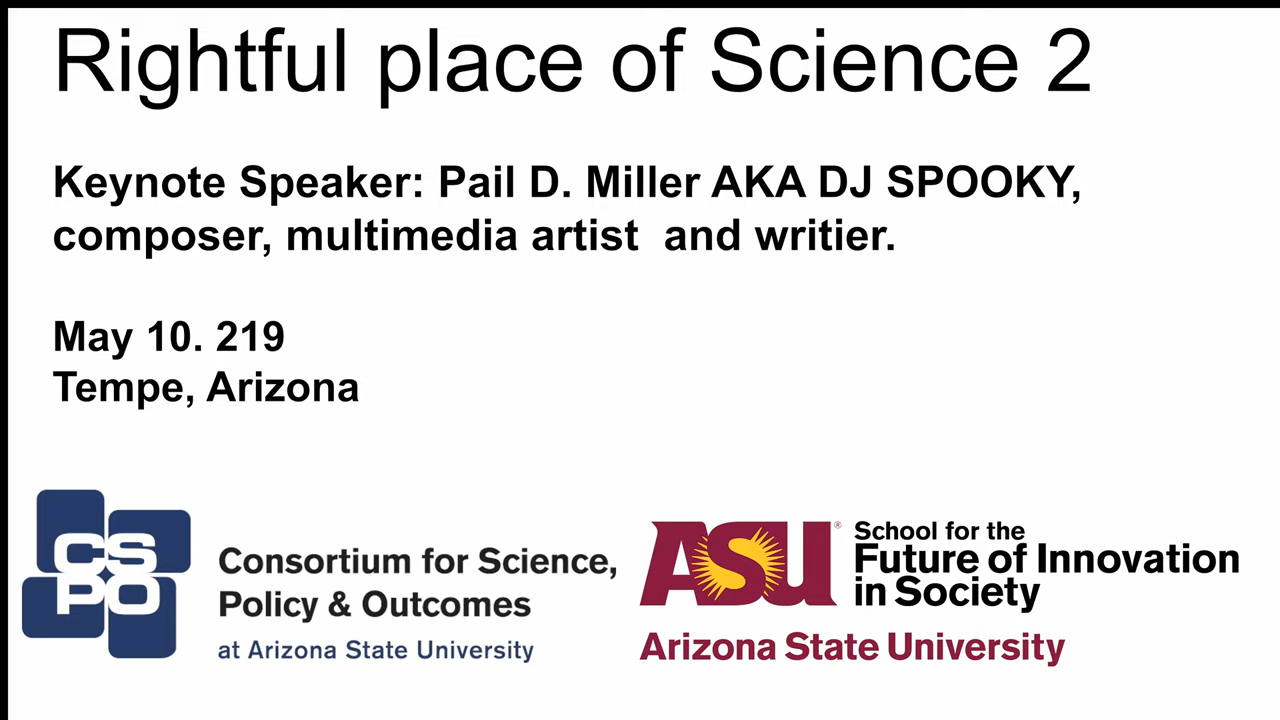 Rightful place of Science 2
Keynote Speaker: Pail D. Miller AKA DJ SPOOKY,
composer, multimedia artist  and writier.
May 10. 219
Tempe, Arizona
CS
PO
Consortium for Science,
Policy & Outcomes
at Arizona State University
ASU®
School for the
Future of Innovation
in Society
Arizona State University